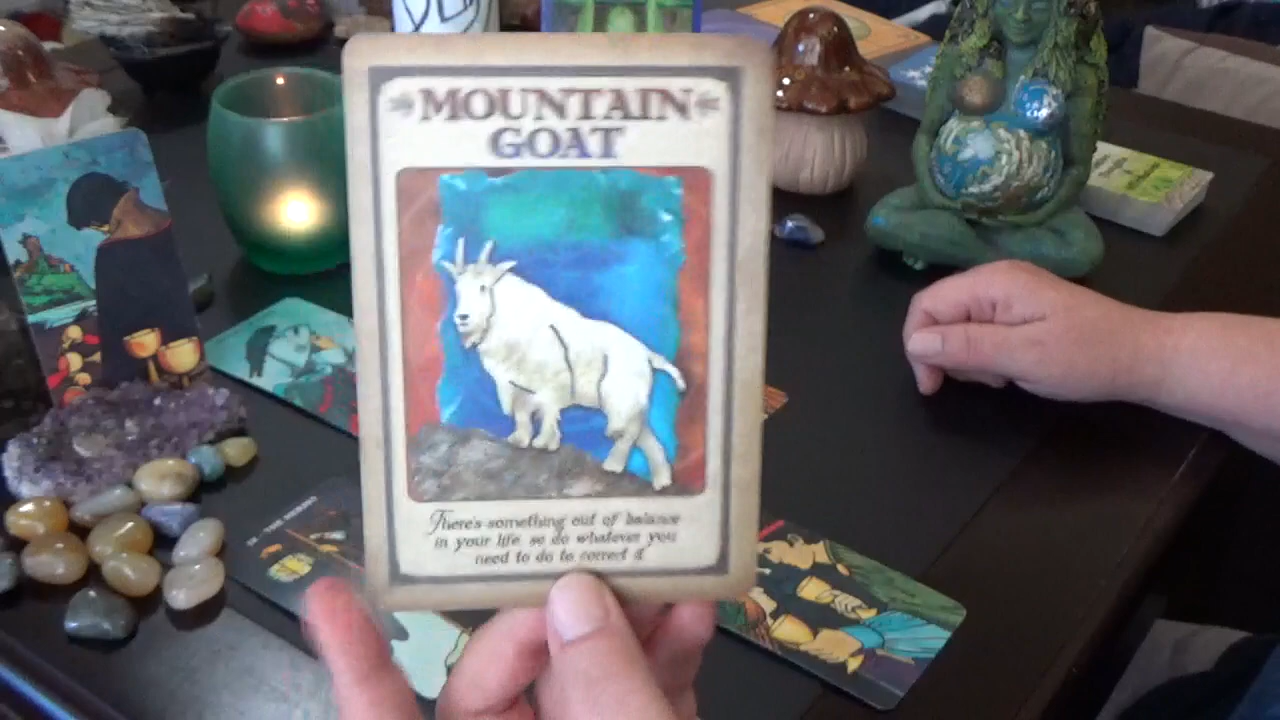 MOUNTAIN
GOAT
There's something out of balance
in your life so do whatever you
need to do to correct it